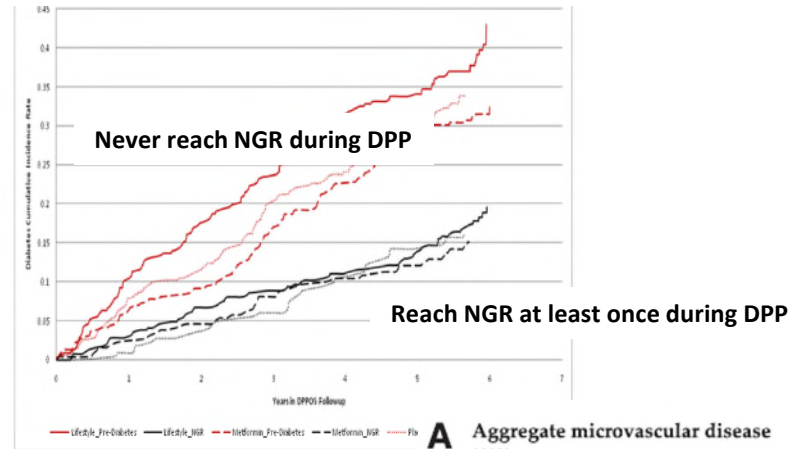 0.45
0.4
0.35
0.3
0.25
0.2
0.15
0.1
0.05
0
Diabetes Cumulative Incidence Rate
Never reach NGR during DPP
Reach NGR at least once during DPP
0 1 2 3 4 5 6 7
Years in DPPOS Followup
Lifestyle_Pre-Diabetes Lifestyle_NGR Metformin_Pre-Diabetes Metformin_NGR
A Aggregate microvascular disease